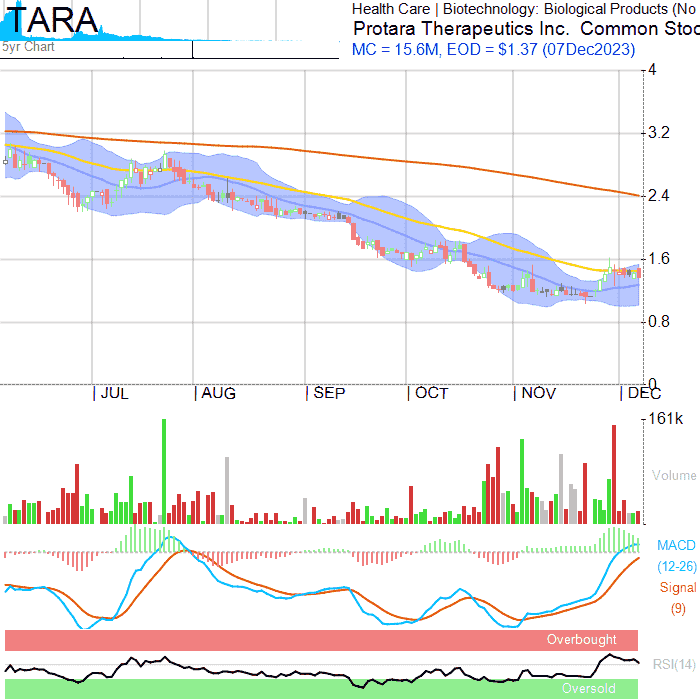 TARA
5yr Chart
Health Care | Biotechnology: Biological Products (No
Protara Therapeutics Inc. Common Stoc
MC = 15.6M, EOD = $1.37 (07Dec2023)
4
3.2
2.4
1.6
0.8
0
JUL AUG SEP OCT NOV DEC
161k
Volume
MACD
(12-26)
Signal
(9)
Overbought
RSI(14)
Oversold